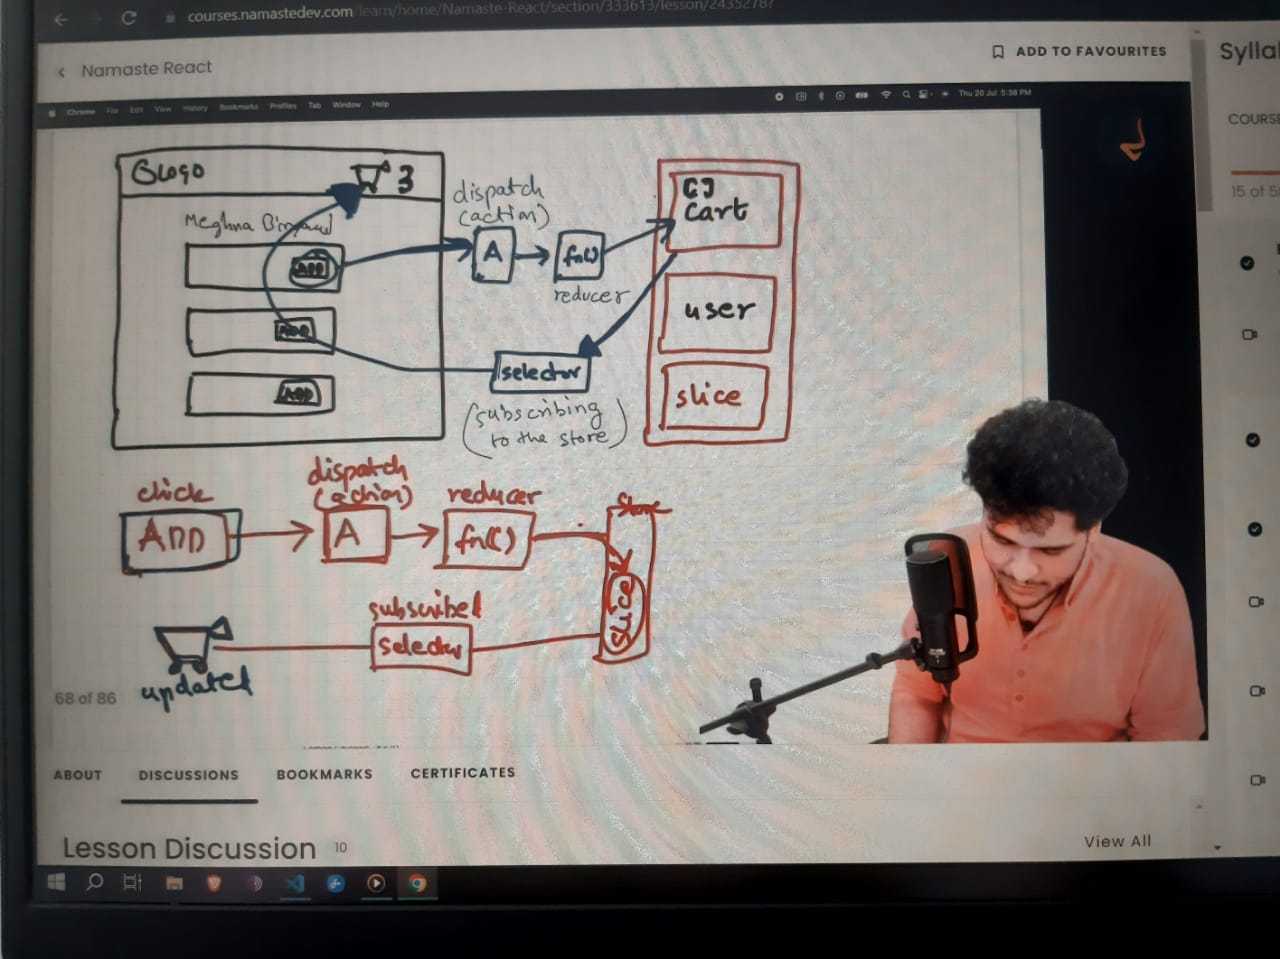 courses.namastedev.com/learn/home/Namaste-React/section/333613/lesson/2435278?
Namaste React
ADD TO FAVOURITES
COURSE
15 of 5
Chrome File Edit View History Bookmarks Profiles Tab Window Help
Thu 20 Jul 5:38 PM
Logo
3
dispatch
(action)
A
fn()
reducer
[]
cart
user
slice
Meghna
ADD
ADD
ADD
selector
(subscribing
to the store)
click
ADD
dispatch
(action)
A
reducer
fn()
Store
slice
subscribed
selector
updated
68 of 86
ABOUT
DISCUSSIONS
BOOKMARKS
CERTIFICATES
Lesson Discussion 10
View All